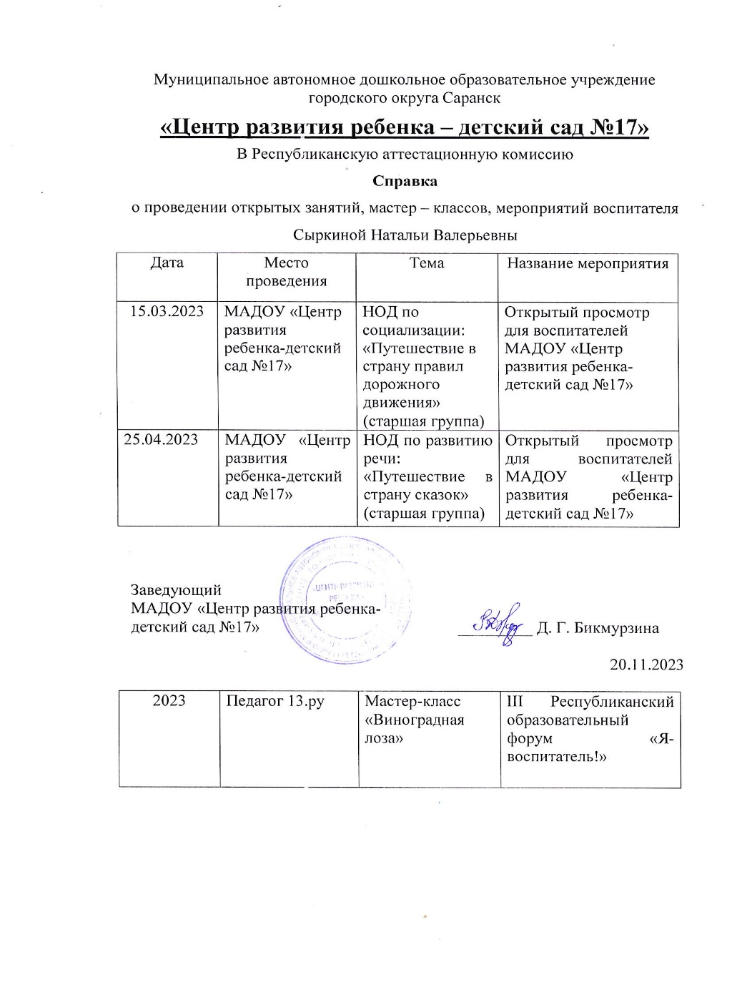 Муниципальное автономное дошкольное образовательное учреждение
городского округа Саранск
«Центр развития ребенка – детский сад №17»
В Республиканскую аттестационную комиссию
Справка
о проведении открытых занятий, мастер – классов, мероприятий воспитателя
Сыркиной Натальи Валерьевны
Дата
Место
проведения
Тема
Название мероприятия
15.03.2023
МАДОУ «Центр
развития
ребенка-детский
сад №17»
НОД по
социализации:
«Путешествие в
страну правил
дорожного
движения»
(старшая группа)
Открытый просмотр
для воспитателей
МАДОУ «Центр
развития ребенка-
детский сад №17»
25.04.2023
МАДОУ «Центр
развития
ребенка-детский
сад №17»
НОД по развитию
речи:
«Путешествие в
страну сказок»
(старшая группа)
Открытый просмотр
для воспитателей
МАДОУ «Центр
развития ребенка-
детский сад №17»
Заведующий
МАДОУ «Центр развития ребенка-
детский сад №17»
Д. Г. Бикмурзина
20.11.2023
2023
Педагог 13.ру
Мастер-класс
«Виноградная
лоза»
III Республиканский
образовательный
форум «Я-
воспитатель!»